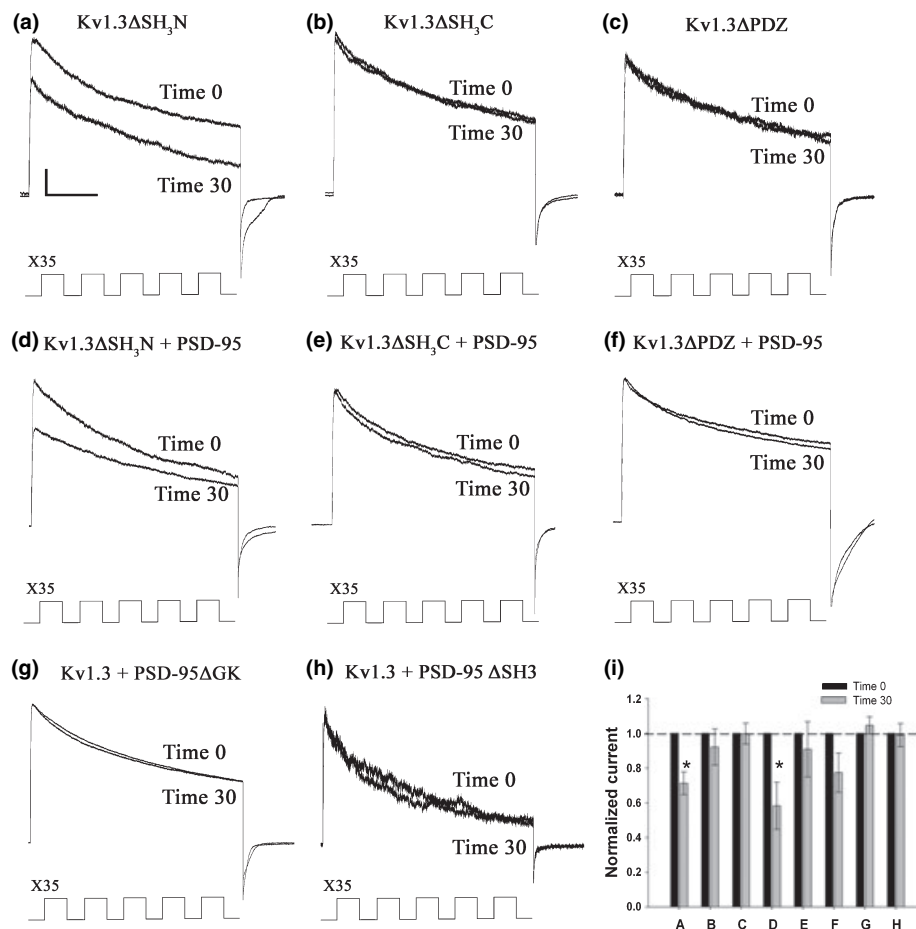 (a) Kv1.3ΔSH₃N
Time 0
Time 30
X35
(b) Kv1.3ΔSH₃C
Time 0
Time 30
X35
(c) Kv1.3ΔPDZ
Time 0
Time 30
X35
(d) Kv1.3ΔSH₃N + PSD-95
Time 0
Time 30
X35
(e) Kv1.3ΔSH₃C + PSD-95
Time 0
Time 30
X35
(f) Kv1.3ΔPDZ + PSD-95
Time 0
Time 30
X35
(g) Kv1.3 + PSD-95ΔGK
Time 0
Time 30
X35
(h) Kv1.3 + PSD-95 ΔSH3
Time 0
Time 30
X35
(i)
Time 0
Time 30
Normalized current
1.0
0.8
0.6
0.4
0.2
0.0
* *
A B C D E F G H